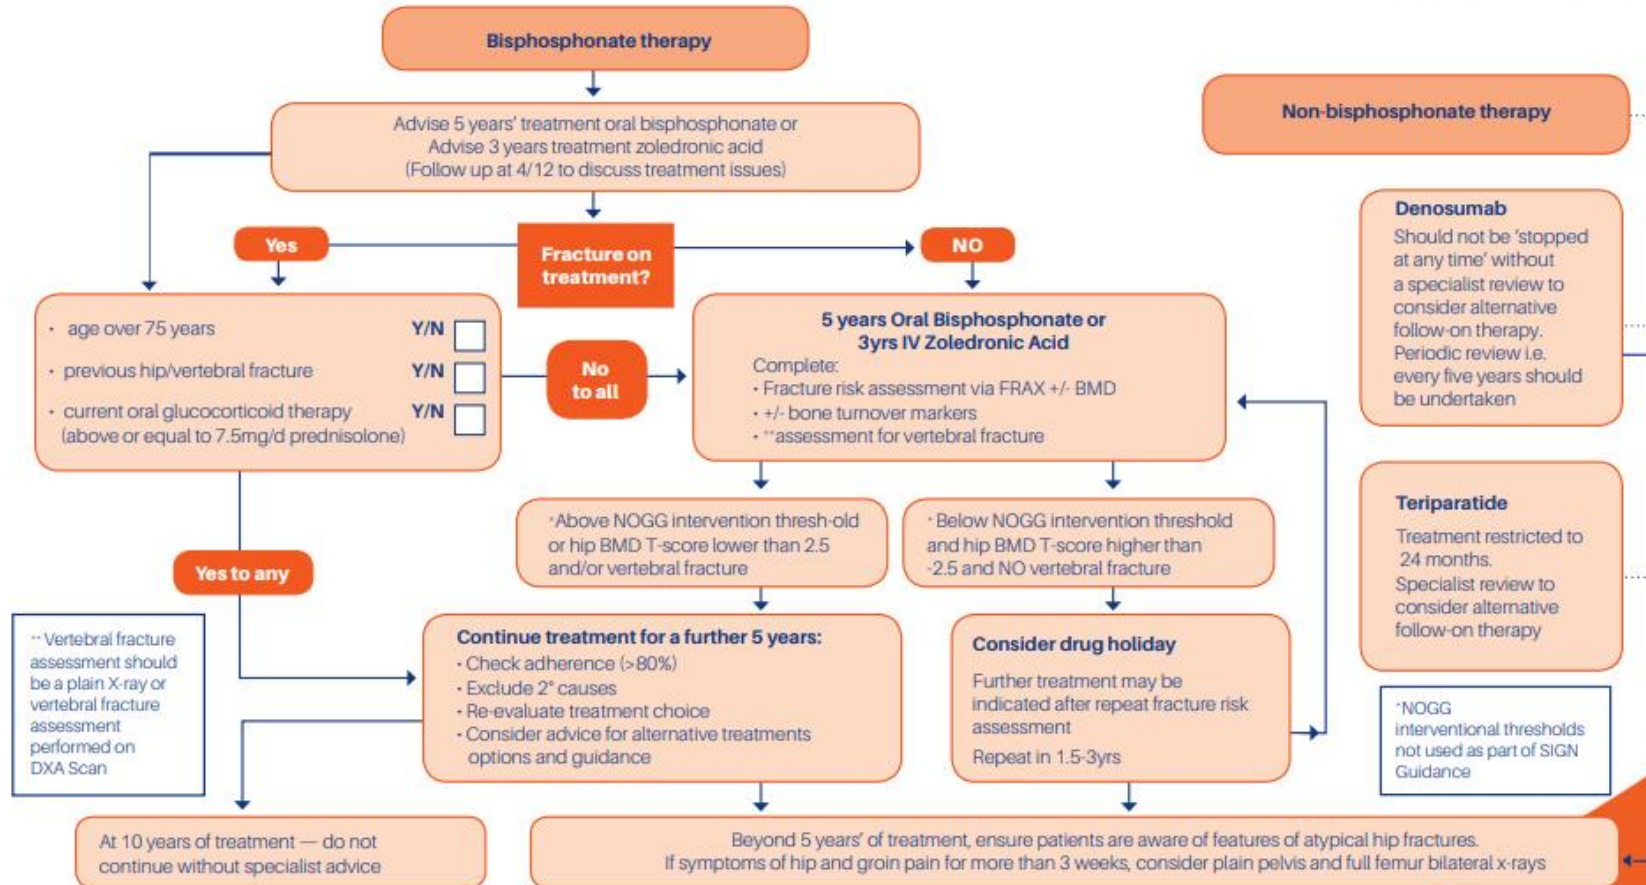 Bisphosphonate therapy
Advise 5 years' treatment oral bisphosphonate or
Advise 3 years treatment zoledronic acid
(Follow up at 4/12 to discuss treatment issues)
Yes
Fracture on
treatment?
NO
• age over 75 years Y/N
• previous hip/vertebral fracture Y/N
• current oral glucocorticoid therapy Y/N
(above or equal to 7.5mg/d prednisolone)
No
to all
5 years Oral Bisphosphonate or
3yrs IV Zoledronic Acid
Complete:
• Fracture risk assessment via FRAX +/- BMD
• +/- bone turnover markers
• **assessment for vertebral fracture
*Above NOGG intervention thresh-old
or hip BMD T-score lower than 2.5
and/or vertebral fracture
* Below NOGG intervention threshold
and hip BMD T-score higher than
-2.5 and NO vertebral fracture
Yes to any
** Vertebral fracture
assessment should
be a plain X-ray or
vertebral fracture
assessment
performed on
DXA Scan
Continue treatment for a further 5 years:
• Check adherence (>80%)
• Exclude 2° causes
• Re-evaluate treatment choice
• Consider advice for alternative treatments
options and guidance
Consider drug holiday
Further treatment may be
indicated after repeat fracture risk
assessment
Repeat in 1.5-3yrs
At 10 years of treatment — do not
continue without specialist advice
Beyond 5 years' of treatment, ensure patients are aware of features of atypical hip fractures.
If symptoms of hip and groin pain for more than 3 weeks, consider plain pelvis and full femur bilateral x-rays
Non-bisphosphonate therapy
Denosumab
Should not be 'stopped
at any time' without
a specialist review to
consider alternative
follow-on therapy.
Periodic review i.e.
every five years should
be undertaken
Teriparatide
Treatment restricted to
24 months.
Specialist review to
consider alternative
follow-on therapy
*NOGG
interventional thresholds
not used as part of SIGN
Guidance